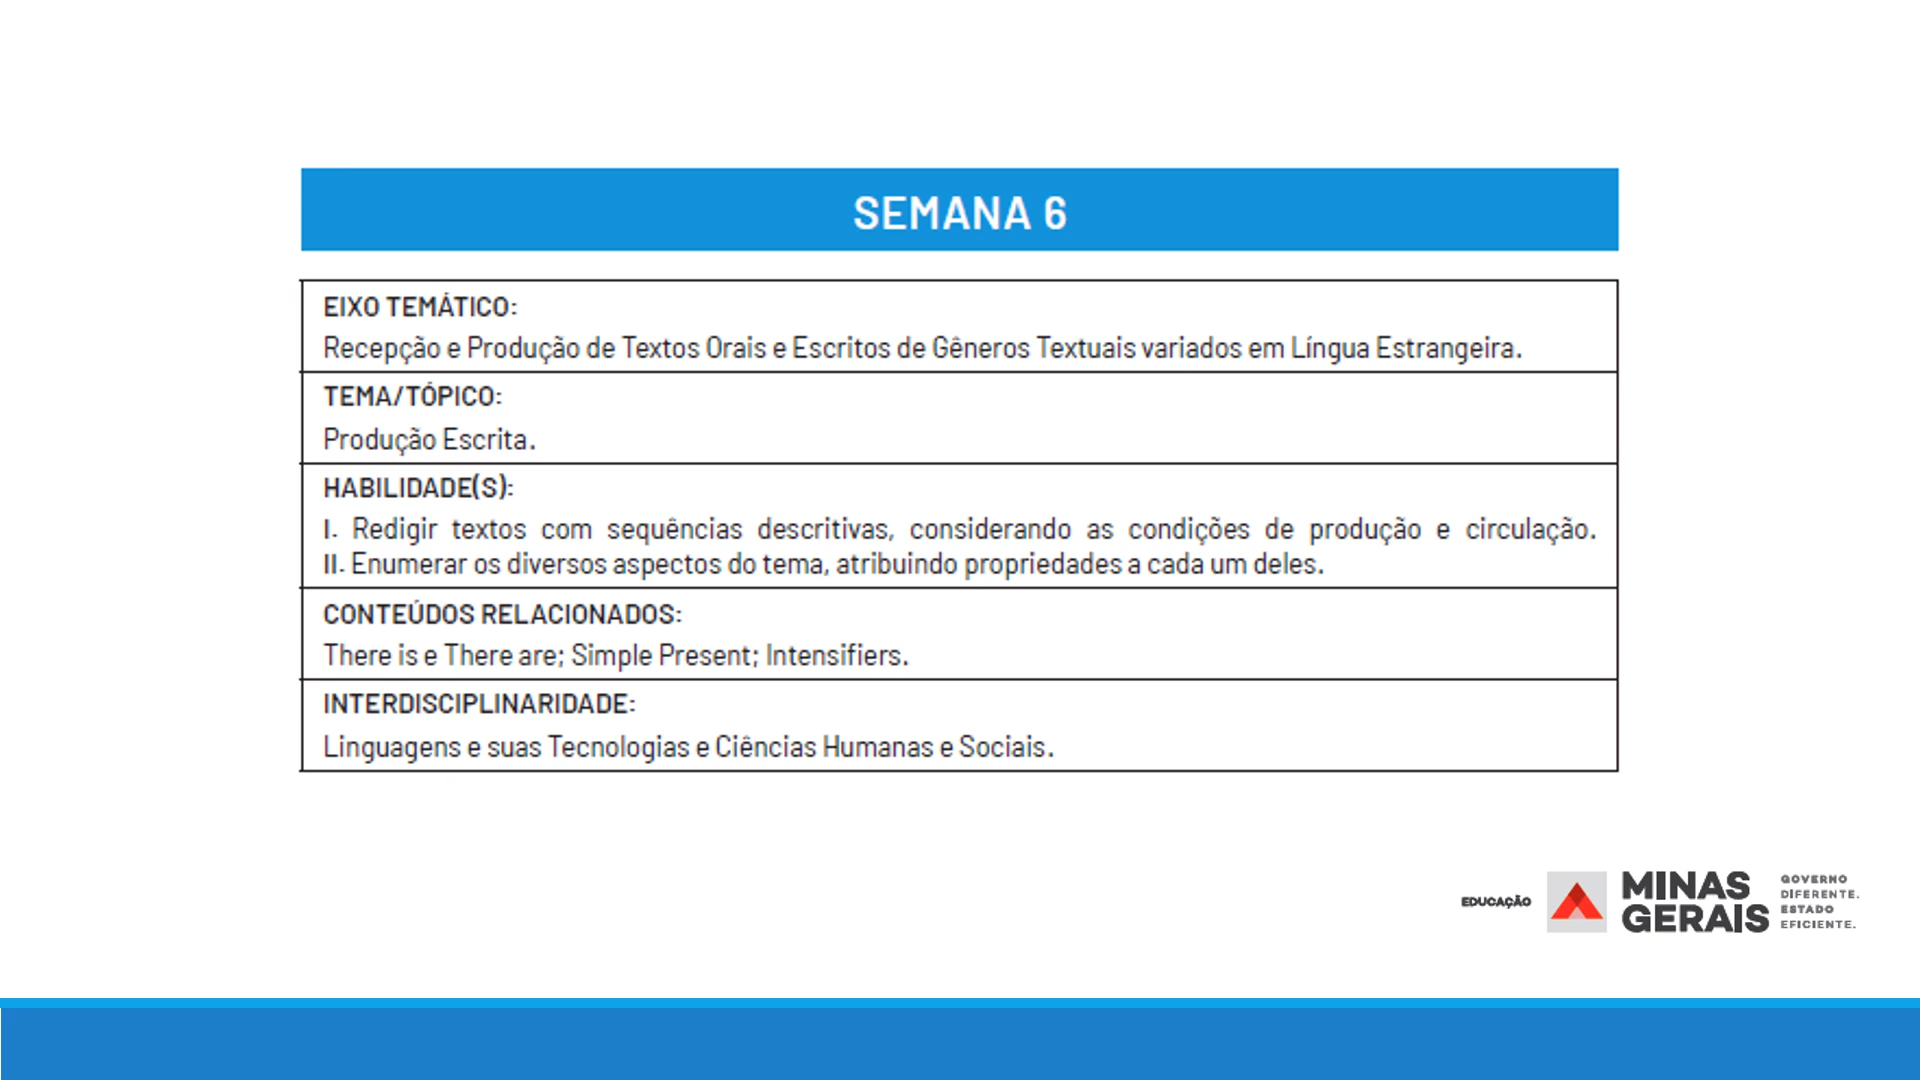 SEMANA 6
EIXO TEMÁTICO:
Recepção e Produção de Textos Orais e Escritos de Gêneros Textuais variados em Língua Estrangeira.
TEMA/TÓPICO:
Produção Escrita.
HABILIDADE(S):
I. Redigir textos com sequências descritivas, considerando as condições de produção e circulação.
II. Enumerar os diversos aspectos do tema, atribuindo propriedades a cada um deles.
CONTEÚDOS RELACIONADOS:
There is e There are; Simple Present; Intensifiers.
INTERDISCIPLINARIDADE:
Linguagens e suas Tecnologias e Ciências Humanas e Sociais.
EDUCAÇÃO
MINAS
GERAIS
GOVERNO
DIFERENTE.
ESTADO
EFICIENTE.